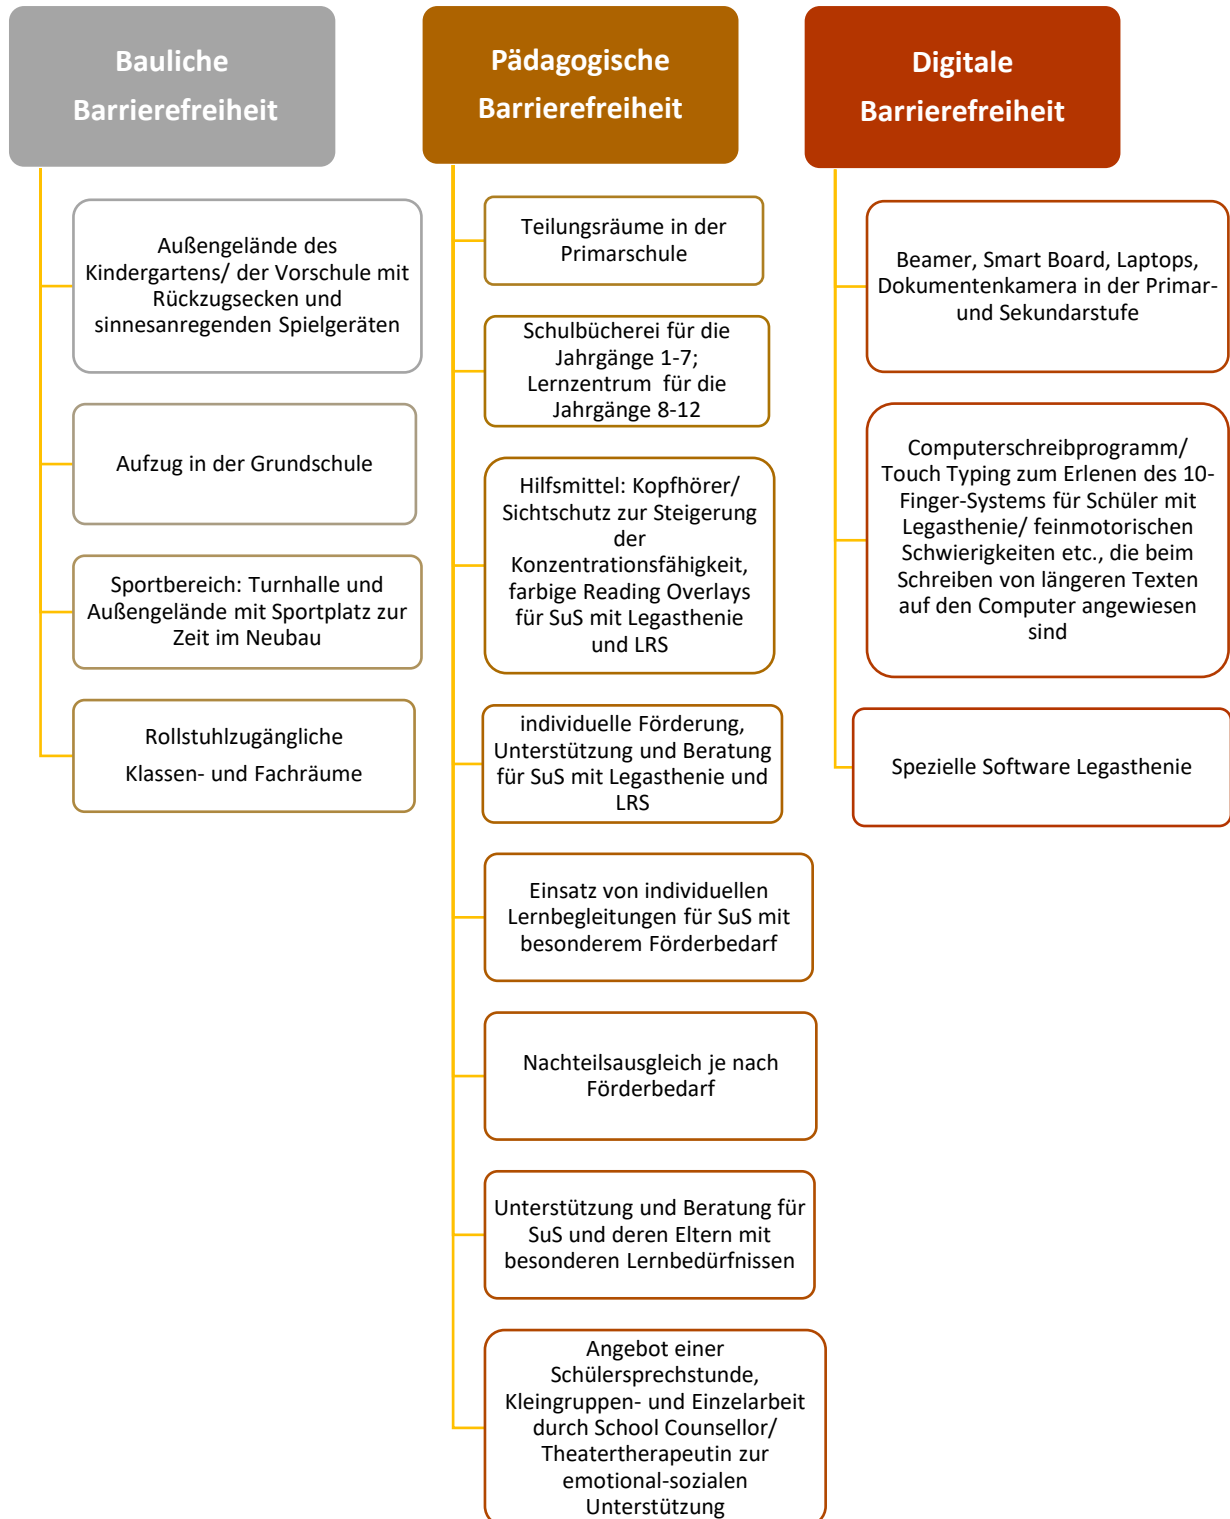 Bauliche
Barrierefreiheit
Außengelände des
Kindergartens/ der Vorschule mit
Rückzugsecken und
sinnesanregenden Spielgeräten
Aufzug in der Grundschule
Sportbereich: Turnhalle und
Außengelände mit Sportplatz zur
Zeit im Neubau
Rollstuhlzugängliche
Klassen- und Fachräume
Pädagogische
Barrierefreiheit
Teilungsräume in der
Primarschule
Schulbücherei für die
Jahrgänge 1-7;
Lernzentrum für die
Jahrgänge 8-12
Hilfsmittel: Kopfhörer/
Sichtschutz zur Steigerung
der
Konzentrationsfähigkeit,
farbige Reading Overlays
für SuS mit Legasthenie
und LRS
individuelle Förderung,
Unterstützung und Beratung
für SuS mit Legasthenie und
LRS
Einsatz von individuellen
Lernbegleitungen für SuS mit
besonderem Förderbedarf
Nachteilsausgleich je nach
Förderbedarf
Unterstützung und Beratung für
SuS und deren Eltern mit
besonderen Lernbedürfnissen
Angebot einer
Schülersprechstunde,
Kleingruppen- und Einzelarbeit
durch School Counsellor/
Theatertherapeutin zur
emotional-sozialen
Unterstützung
Digitale
Barrierefreiheit
Beamer, Smart Board, Laptops,
Dokumentenkamera in der Primar-
und Sekundarstufe
Computerschreibprogramm/
Touch Typing zum Erlenen des 10-
Finger-Systems für Schüler mit
Legasthenie/ feinmotorischen
Schwierigkeiten etc., die beim
Schreiben von längeren Texten
auf den Computer angewiesen
sind
Spezielle Software Legasthenie